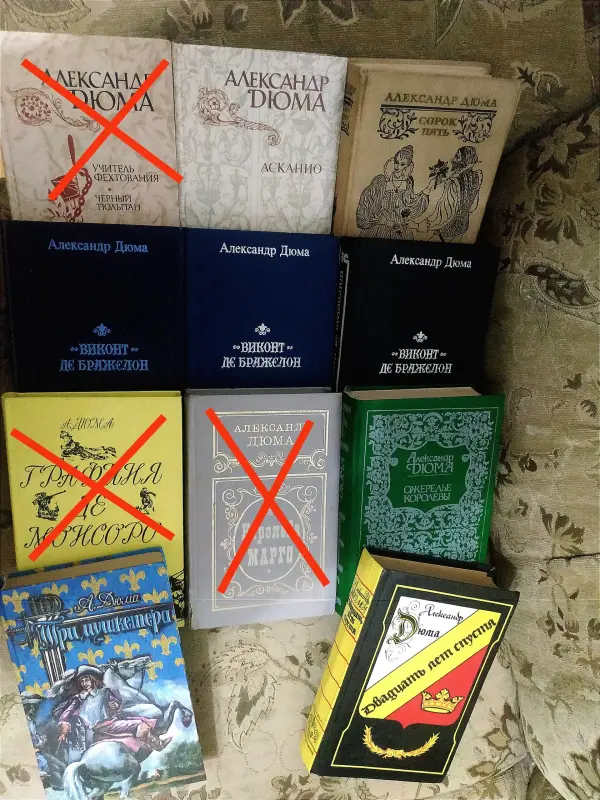 АЛЕКСАНДР
ДЮМА
УЧИТЕЛЬ
ФЕХТОВАНИЯ
•
ЧЕРНЫЙ
ТЮЛЬПАН
АЛЕКСАНДР
ДЮМА
АСКАНИО
АЛЕКСАНДР ДЮМА
СОРОК
ПЯТЬ
Александр Дюма
ВИКОНТ
ДЕ БРАЖЕЛОН
Александр Дюма
ВИКОНТ
ДЕ БРАЖЕЛОН
Александр Дюма
ВИКОНТ
ДЕ БРАЖЕЛОН
А. ДЮМА
ГРАФИНЯ
ДЕ
МОНСОРО
АЛЕКСАНДР
ДЮМА
Королева
МАРГО
Александр
ДЮМА
ОЖЕРЕЛЬЕ
КОРОЛЕВЫ
А. Дюма
Три мушкетера
Александр
Дюма
Двадцать лет спустя